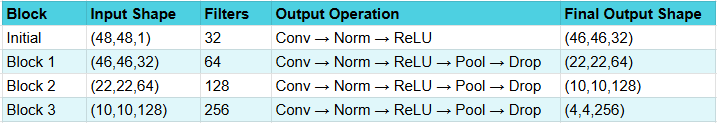 Block Input Shape Filters Output Operation Final Output Shape
Initial (48,48,1) 32 Conv → Norm → ReLU (46,46,32)
Block 1 (46,46,32) 64 Conv → Norm → ReLU → Pool → Drop (22,22,64)
Block 2 (22,22,64) 128 Conv → Norm → ReLU → Pool → Drop (10,10,128)
Block 3 (10,10,128) 256 Conv → Norm → ReLU → Pool → Drop (4,4,256)